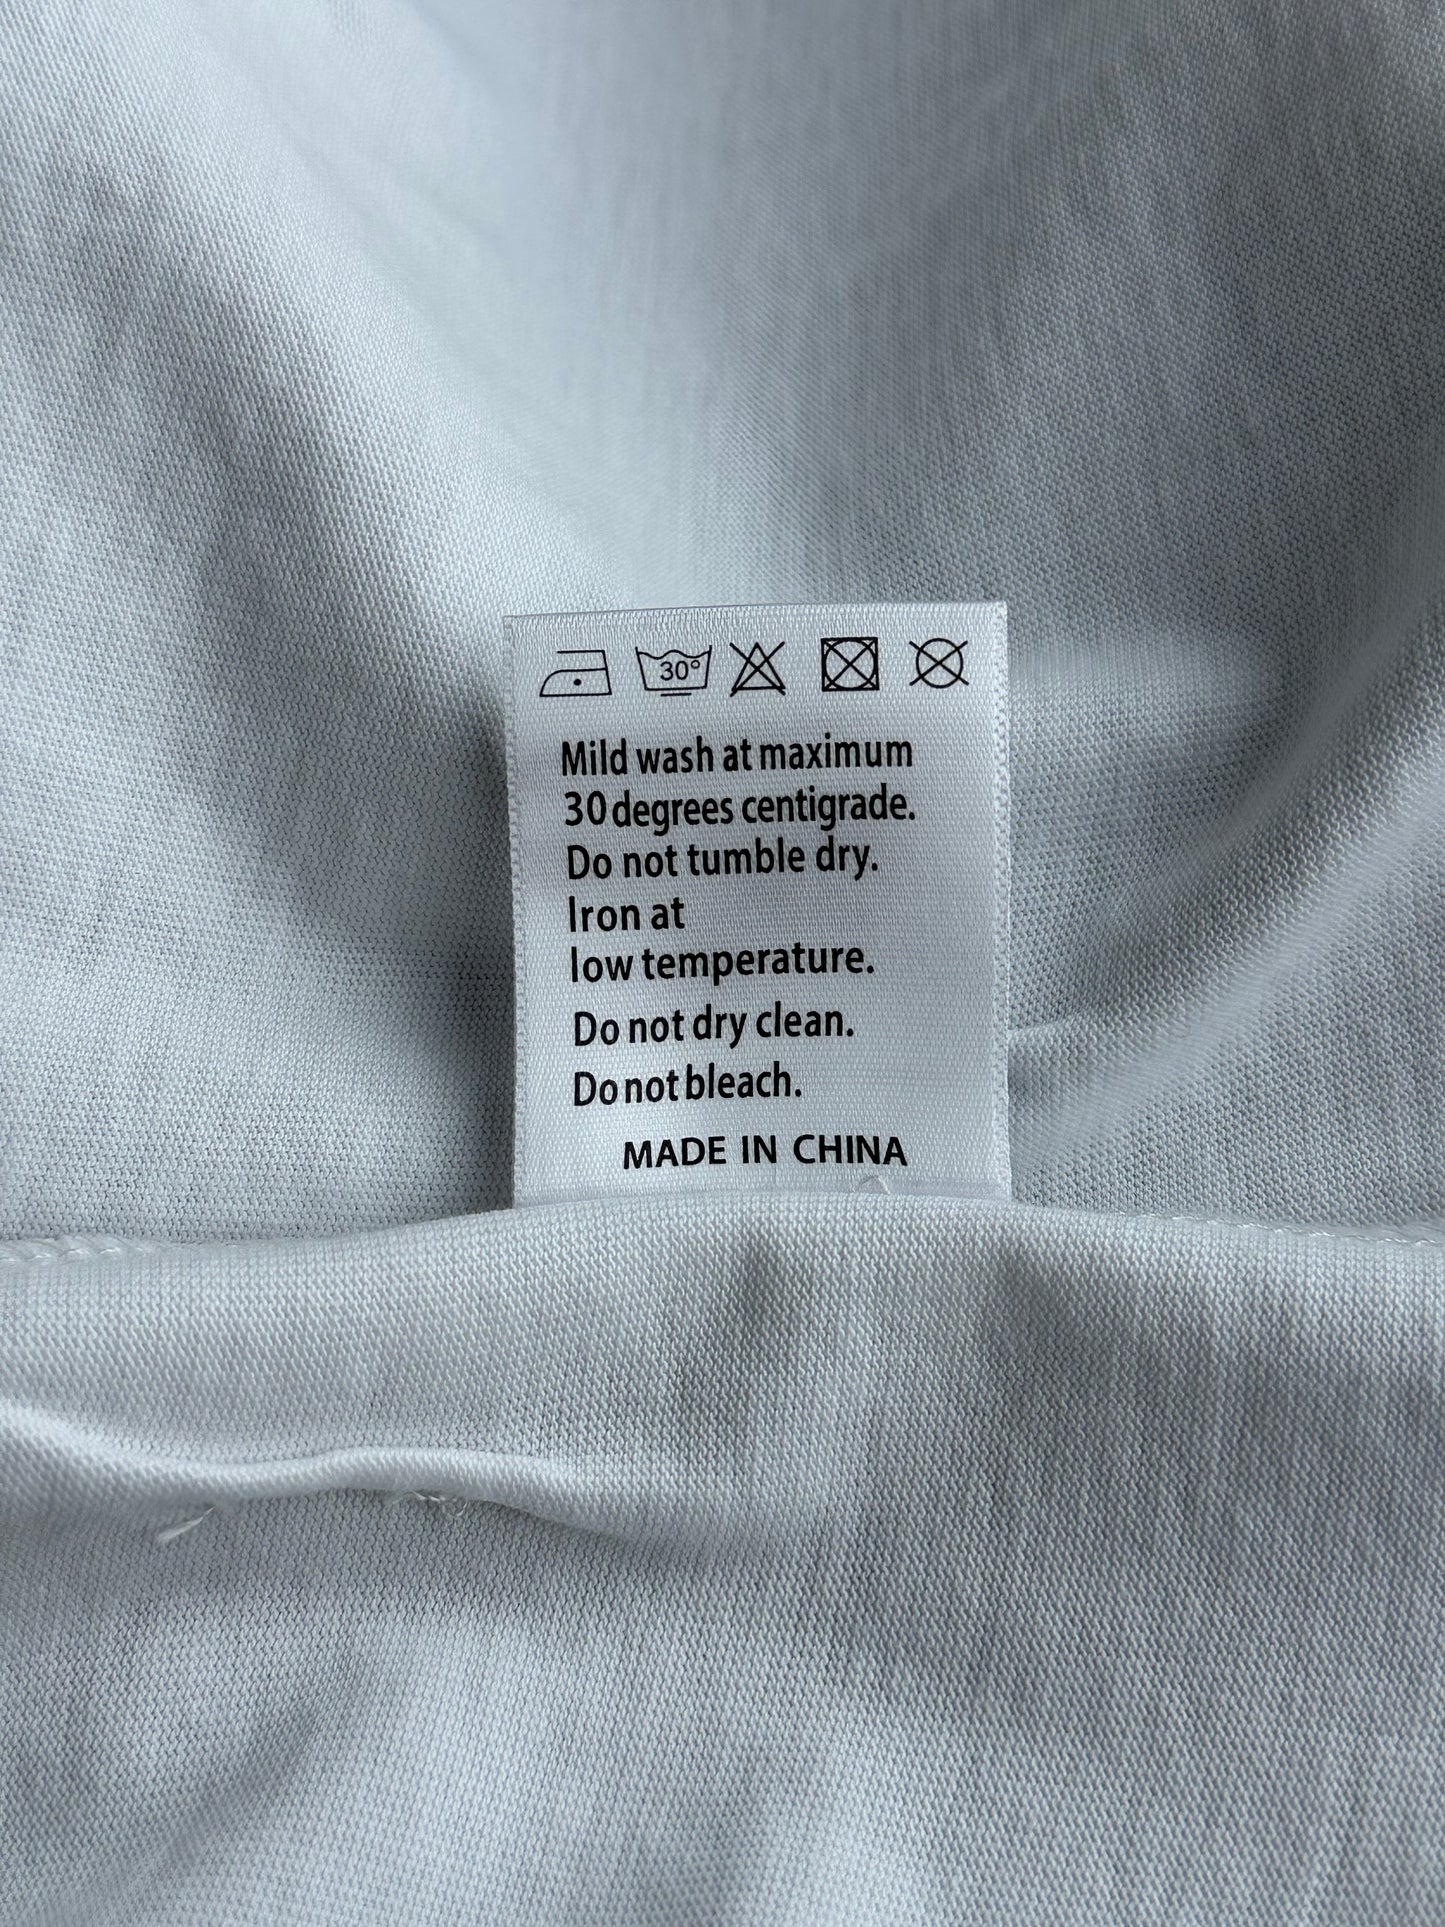 30°
Mild wash at maximum
30 degrees centigrade.
Do not tumble dry.
Iron at
low temperature.
Do not dry clean.
Do not bleach.
MADE IN CHINA